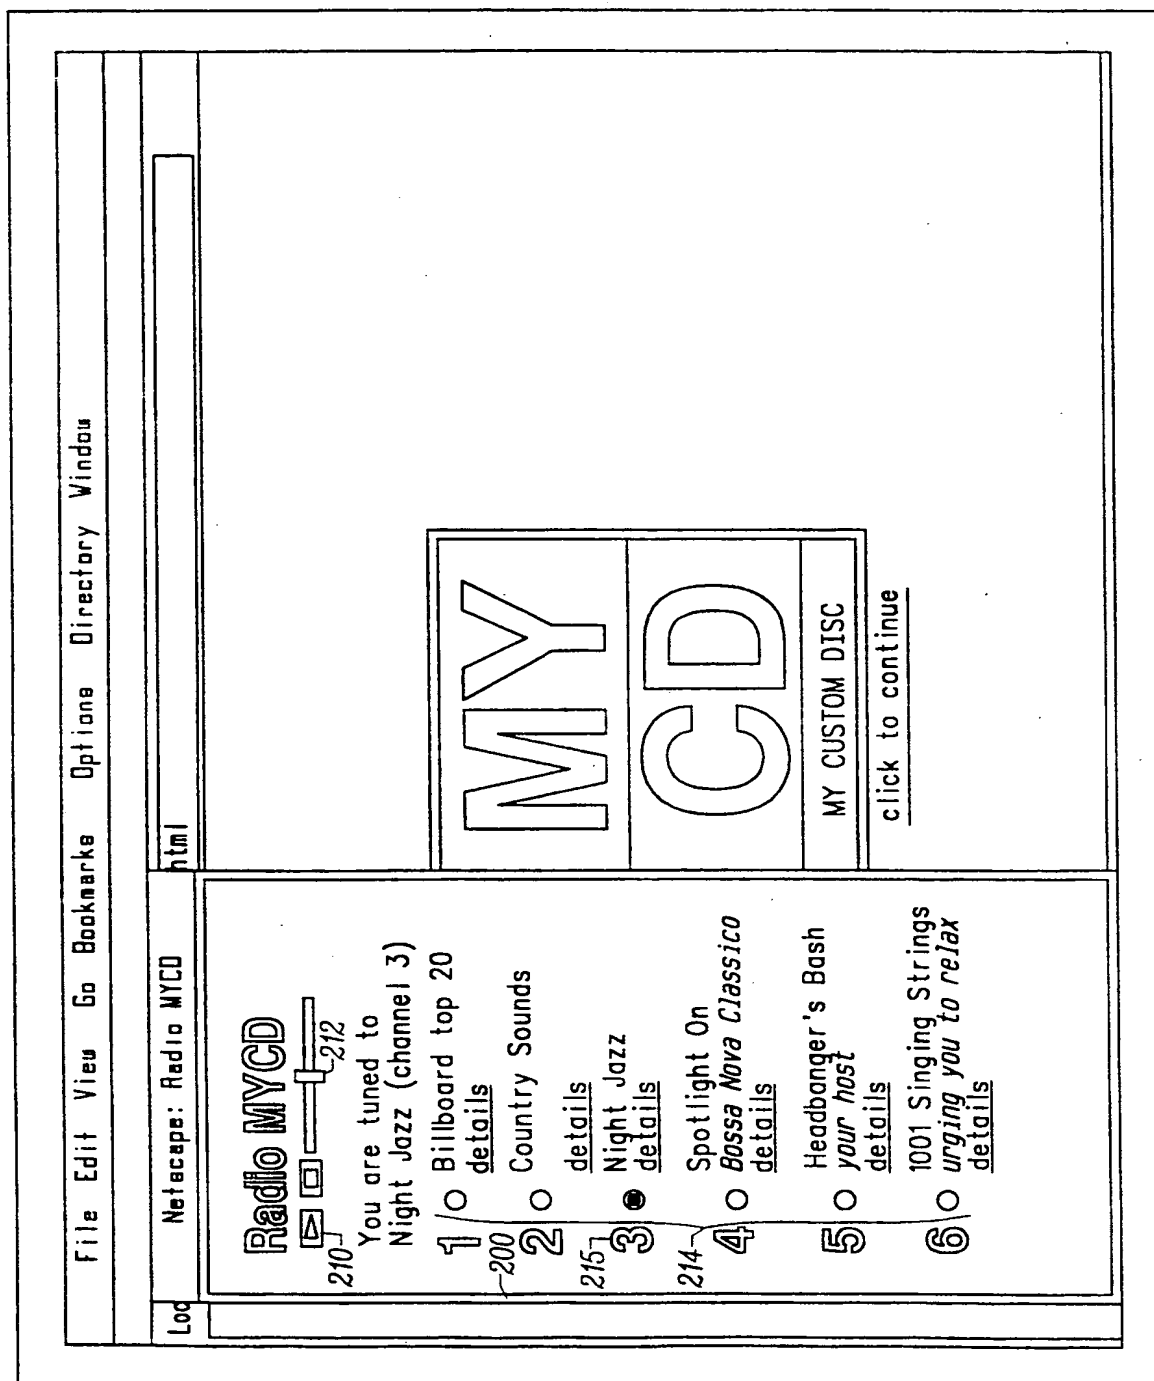 File Edit View Go Bookmarks Options Directory Window
Netscape: Radio MYCD
Loc
html
Radio MYCD
210
212
You are tuned to
Night Jazz (channel 3)
1 Billboard top 20
details
200
2 Country Sounds
details
215
3 Night Jazz
details
214
4 Spotlight On
Bossa Nova Classico
details
5 Headbanger's Bash
your host
details
6 1001 Singing Strings
urging you to relax
details
MY
CD
MY CUSTOM DISC
click to continue